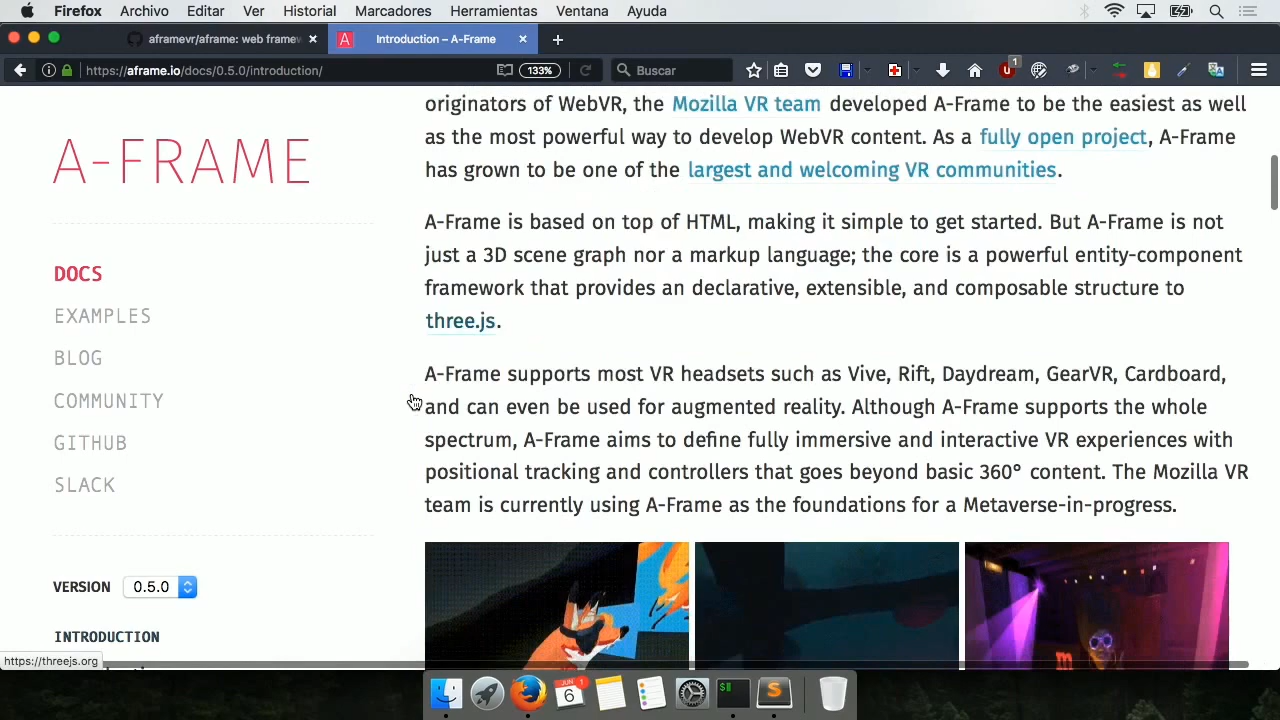 Firefox Archivo Editar Ver Historial Marcadores Herramientas Ventana Ayuda
aframevr/aframe: web framew
A Introduction – A-Frame
https://aframe.io/docs/0.5.0/introduction/
133%
Buscar
1
A-FRAME
DOCS
EXAMPLES
BLOG
COMMUNITY
GITHUB
SLACK
VERSION 0.5.0
INTRODUCTION
originators of WebVR, the Mozilla VR team developed A-Frame to be the easiest as well
as the most powerful way to develop WebVR content. As a fully open project, A-Frame
has grown to be one of the largest and welcoming VR communities.
A-Frame is based on top of HTML, making it simple to get started. But A-Frame is not
just a 3D scene graph nor a markup language; the core is a powerful entity-component
framework that provides an declarative, extensible, and composable structure to
three.js.
A-Frame supports most VR headsets such as Vive, Rift, Daydream, GearVR, Cardboard,
and can even be used for augmented reality. Although A-Frame supports the whole
spectrum, A-Frame aims to define fully immersive and interactive VR experiences with
positional tracking and controllers that goes beyond basic 360° content. The Mozilla VR
team is currently using A-Frame as the foundations for a Metaverse-in-progress.
https://threejs.org
JUN
1
6